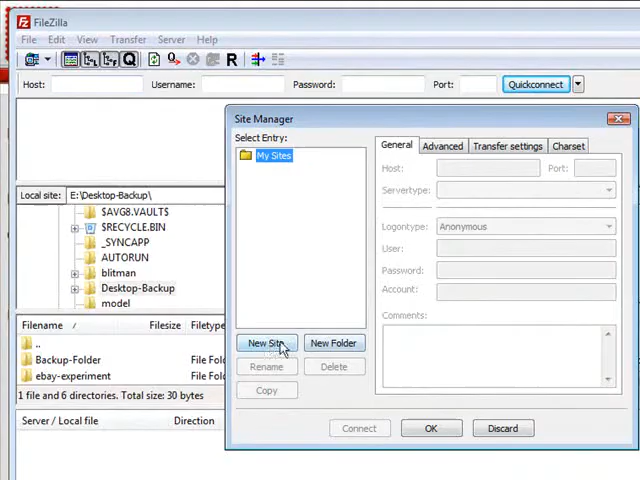 FileZilla
File Edit View Transfer Server Help
Host: Username: Password: Port: Quickconnect
Site Manager
Select Entry:
My Sites
General Advanced Transfer settings Charset
Host: Port:
Servertype:
Logontype: Anonymous
User:
Password:
Account:
Comments:
New Site New Folder
Rename Delete
Copy
Connect OK Discard
Local site: E:\Desktop-Backup\
$AVG8.VAULT$
$RECYCLE.BIN
_SYNCAPP
AUTORUN
blitman
Desktop-Backup
model
Filename / Filesize Filetype
..
Backup-Folder File Fold
ebay-experiment File Fold
1 file and 6 directories. Total size: 30 bytes
Server / Local file Direction